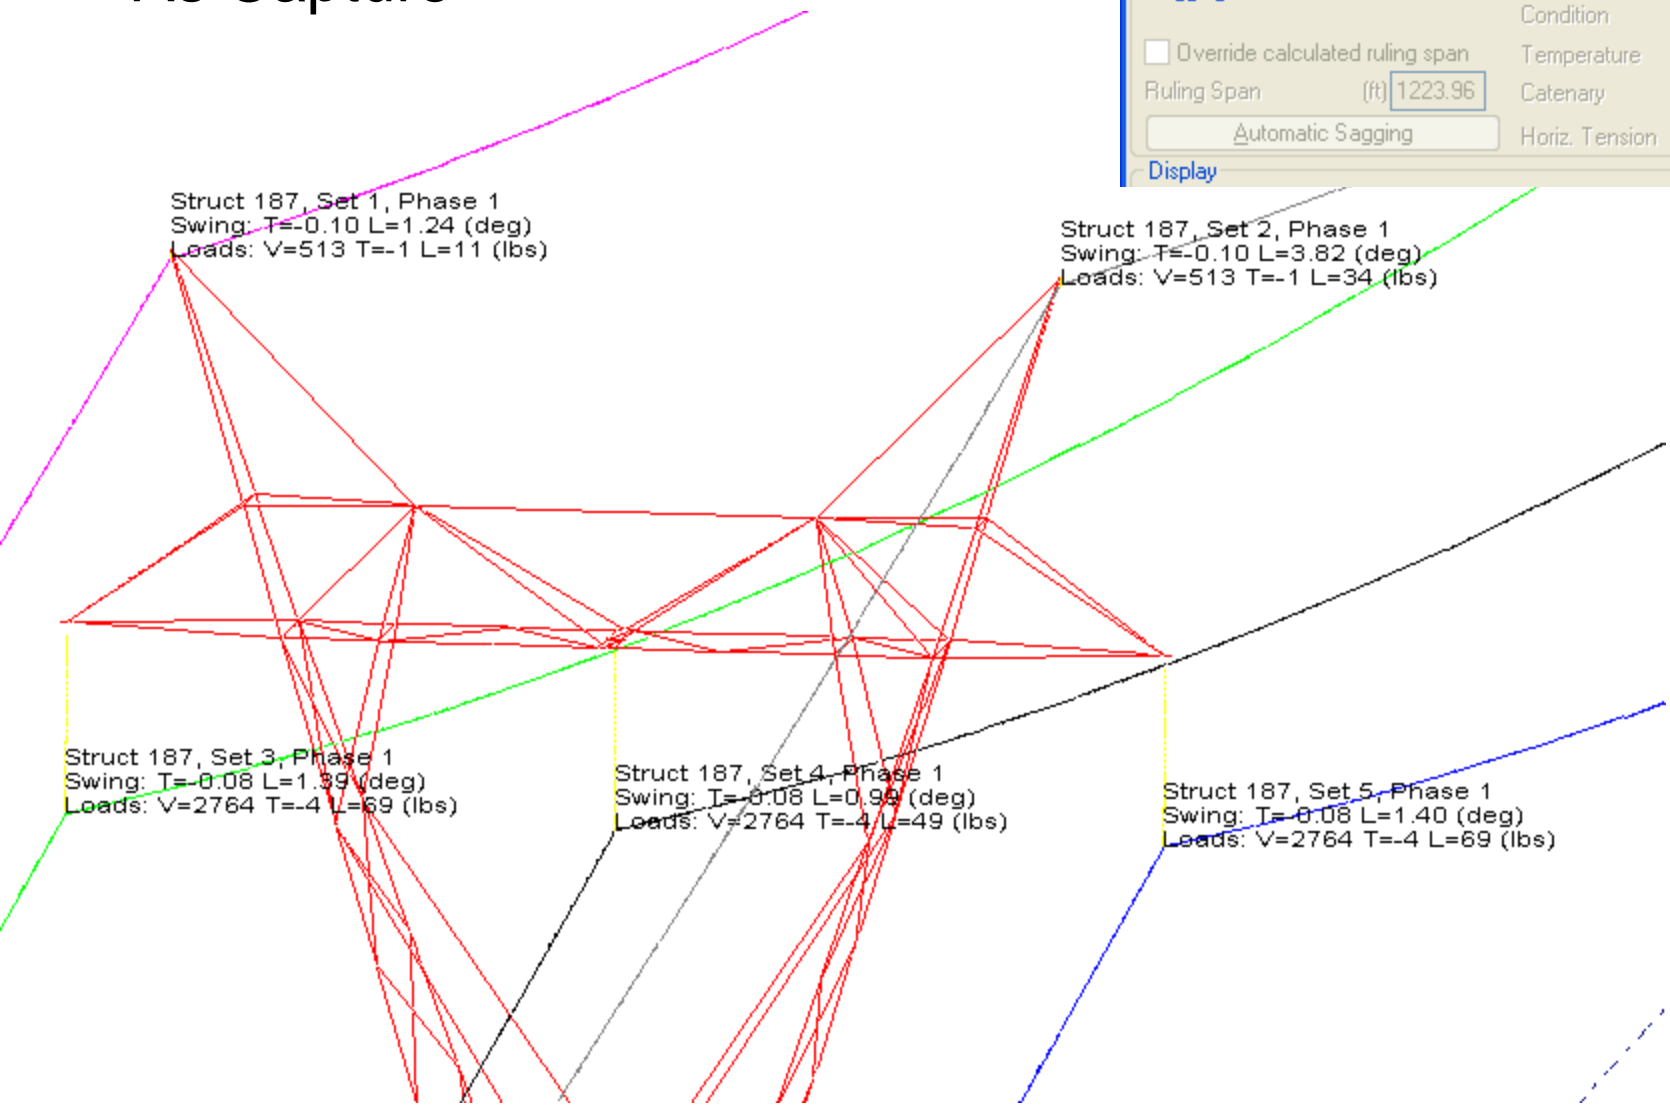 Condition
Override calculated ruling span
Temperature
Ruling Span (ft) 1223.96
Catenary
Automatic Sagging
Horiz. Tension
Display
Struct 187, Set 1, Phase 1
Swing: T=-0.10 L=1.24 (deg)
Loads: V=513 T=-1 L=11 (lbs)
Struct 187, Set 2, Phase 1
Swing: T=-0.10 L=3.82 (deg)
Loads: V=513 T=-1 L=34 (lbs)
Struct 187, Set 3, Phase 1
Swing: T=-0.08 L=1.39 (deg)
Loads: V=2764 T=-4 L=69 (lbs)
Struct 187, Set 4, Phase 1
Swing: T=-0.08 L=0.99 (deg)
Loads: V=2764 T=-4 L=49 (lbs)
Struct 187, Set 5, Phase 1
Swing: T=-0.08 L=1.40 (deg)
Loads: V=2764 T=-4 L=69 (lbs)